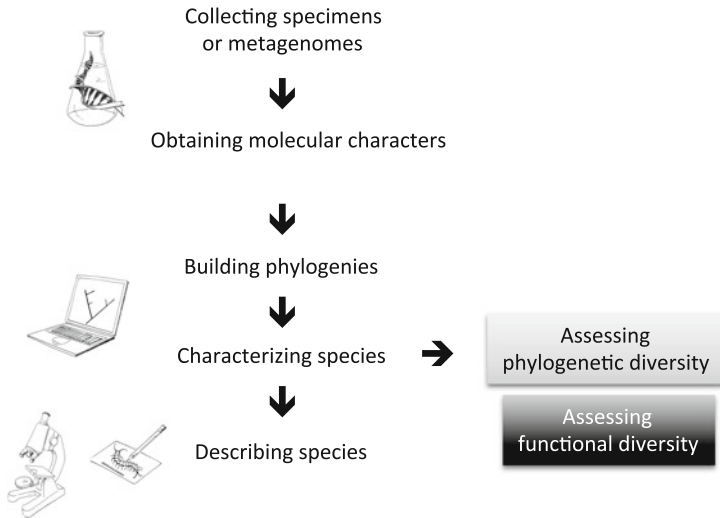 Collecting specimens
or metagenomes
Obtaining molecular characters
Building phylogenies
Characterizing species
Assessing
phylogenetic diversity
Assessing
functional diversity
Describing species